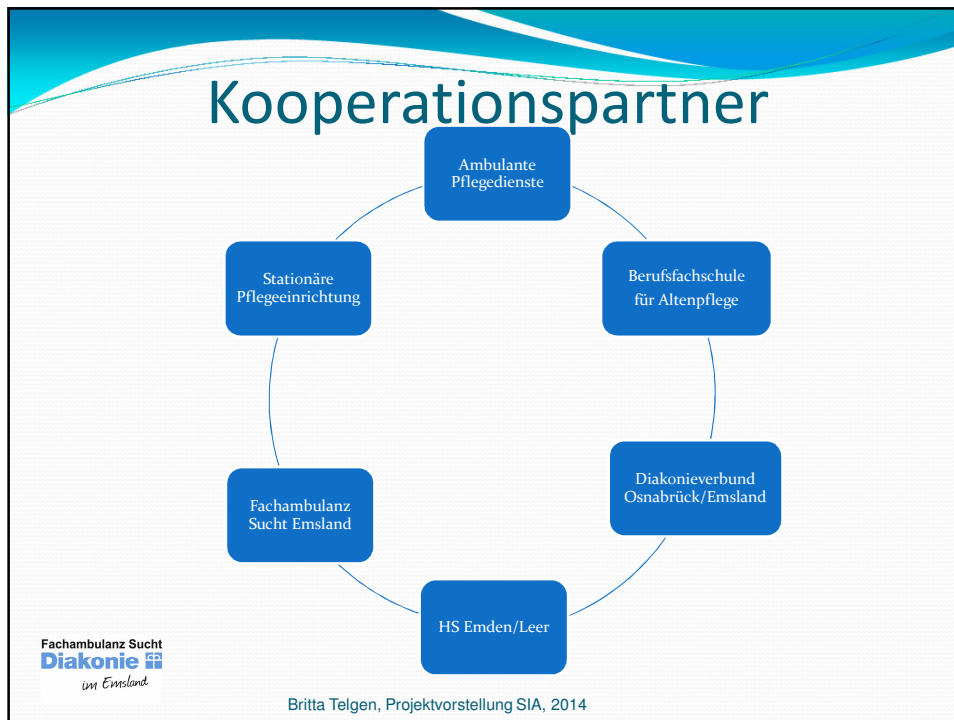 Kooperationspartner
Ambulante
Pflegedienste
Berufsfachschule
für Altenpflege
Diakonieverbund
Osnabrück/Emsland
HS Emden/Leer
Fachambulanz
Sucht Emsland
Stationäre
Pflegeeinrichtung
Fachambulanz Sucht
Diakonie
im Emsland
Britta Telgen, Projektvorstellung SIA, 2014